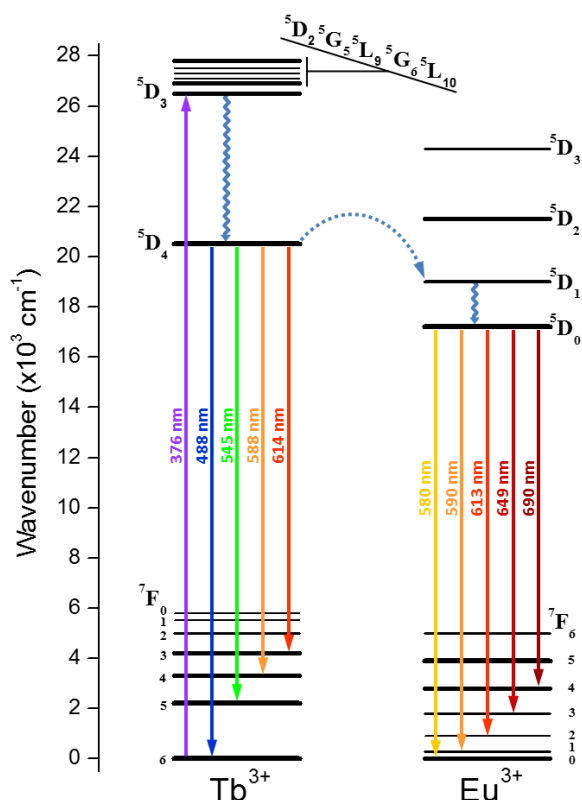 ⁵D₂ ⁵G₅ ⁵L₉ ⁵G₆ ⁵L₁₀
Wavenumber (x10³ cm⁻¹)
28
26
24
22
20
18
16
14
12
10
8
6
4
2
0
⁵D₃
⁵D₄
376 nm
488 nm
545 nm
588 nm
614 nm
⁷F
0
1
2
3
4
5
6
Tb³⁺
⁵D₃
⁵D₂
⁵D₁
⁵D₀
580 nm
590 nm
613 nm
649 nm
690 nm
⁷F
6
5
4
3
2
1
0
Eu³⁺